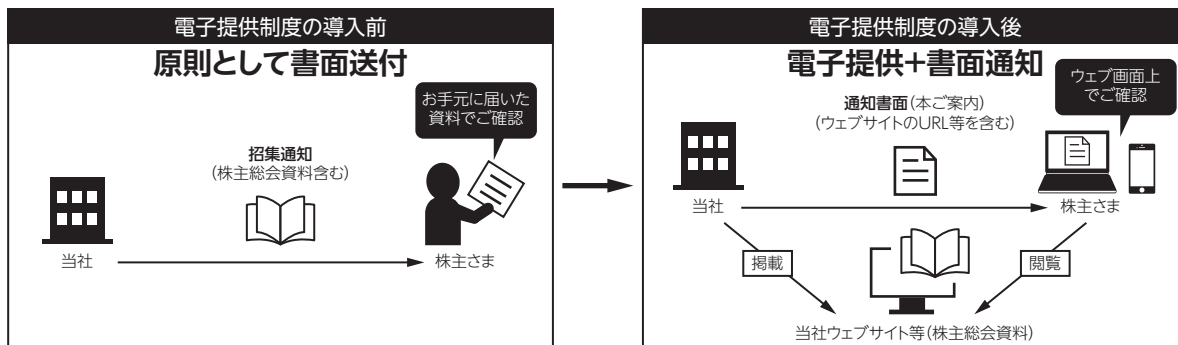 電子提供制度の導入前
原則として書面送付
お手元に届いた
資料でご確認
招集通知
(株主総会資料含む)
当社
株主さま
電子提供制度の導入後
電子提供+書面通知
ウェブ画面上
でご確認
通知書面(本ご案内)
(ウェブサイトのURL等を含む)
当社
株主さま
掲載
閲覧
当社ウェブサイト等(株主総会資料)